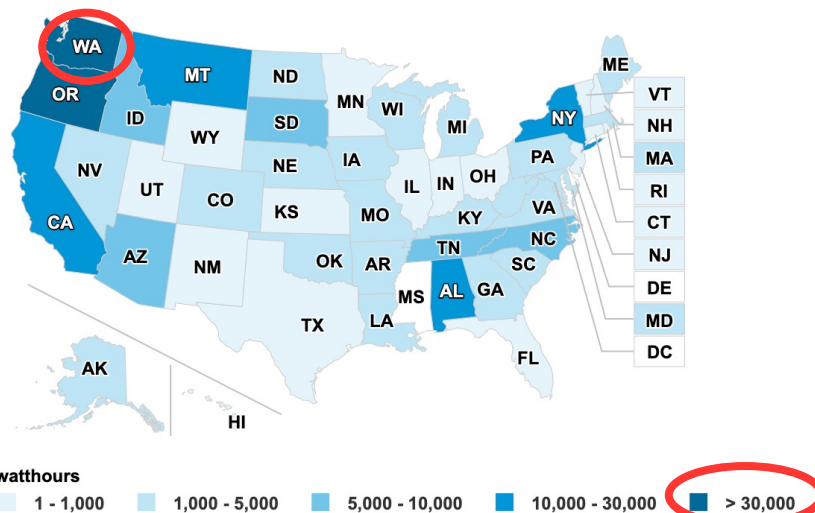 WA
MT
ND
ME
OR
MN
VT
ID
SD
WI
NY
NH
WY
MI
MA
NV
NE
IA
PA
RI
UT
CO
IL
IN
OH
CA
KS
MO
KY
VA
CT
AZ
NM
OK
AR
TN
NC
NJ
MS
AL
GA
SC
DE
TX
LA
MD
FL
DC
AK
HI
watthours
1 - 1,000 1,000 - 5,000 5,000 - 10,000 10,000 - 30,000 > 30,000